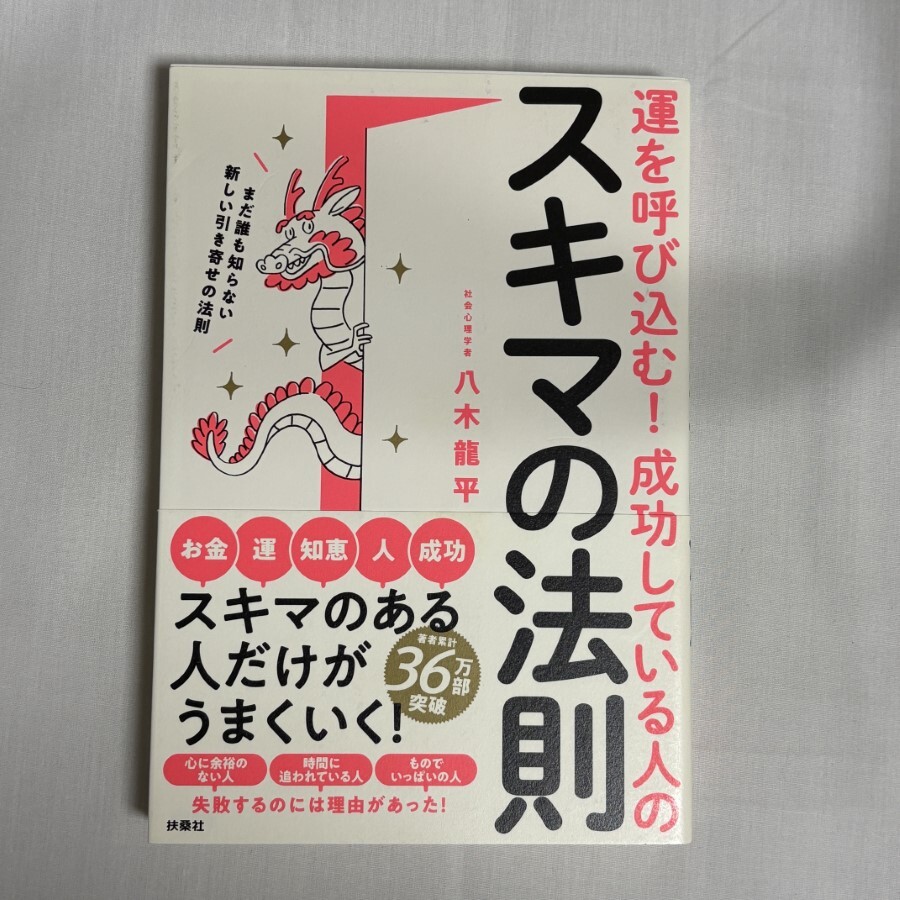 運を呼び込む!成功している人の
スキマの法則
社会心理学者
八木龍平
まだ誰も知らない
新しい引き寄せの法則
お金
運
知恵
人
成功
スキマのある
人だけが
うまくいく!
著者累計
36万部
突破
心に余裕の
ない人
時間に
追われている人
もので
いっぱいの人
失敗するのには理由があった!
扶桑社